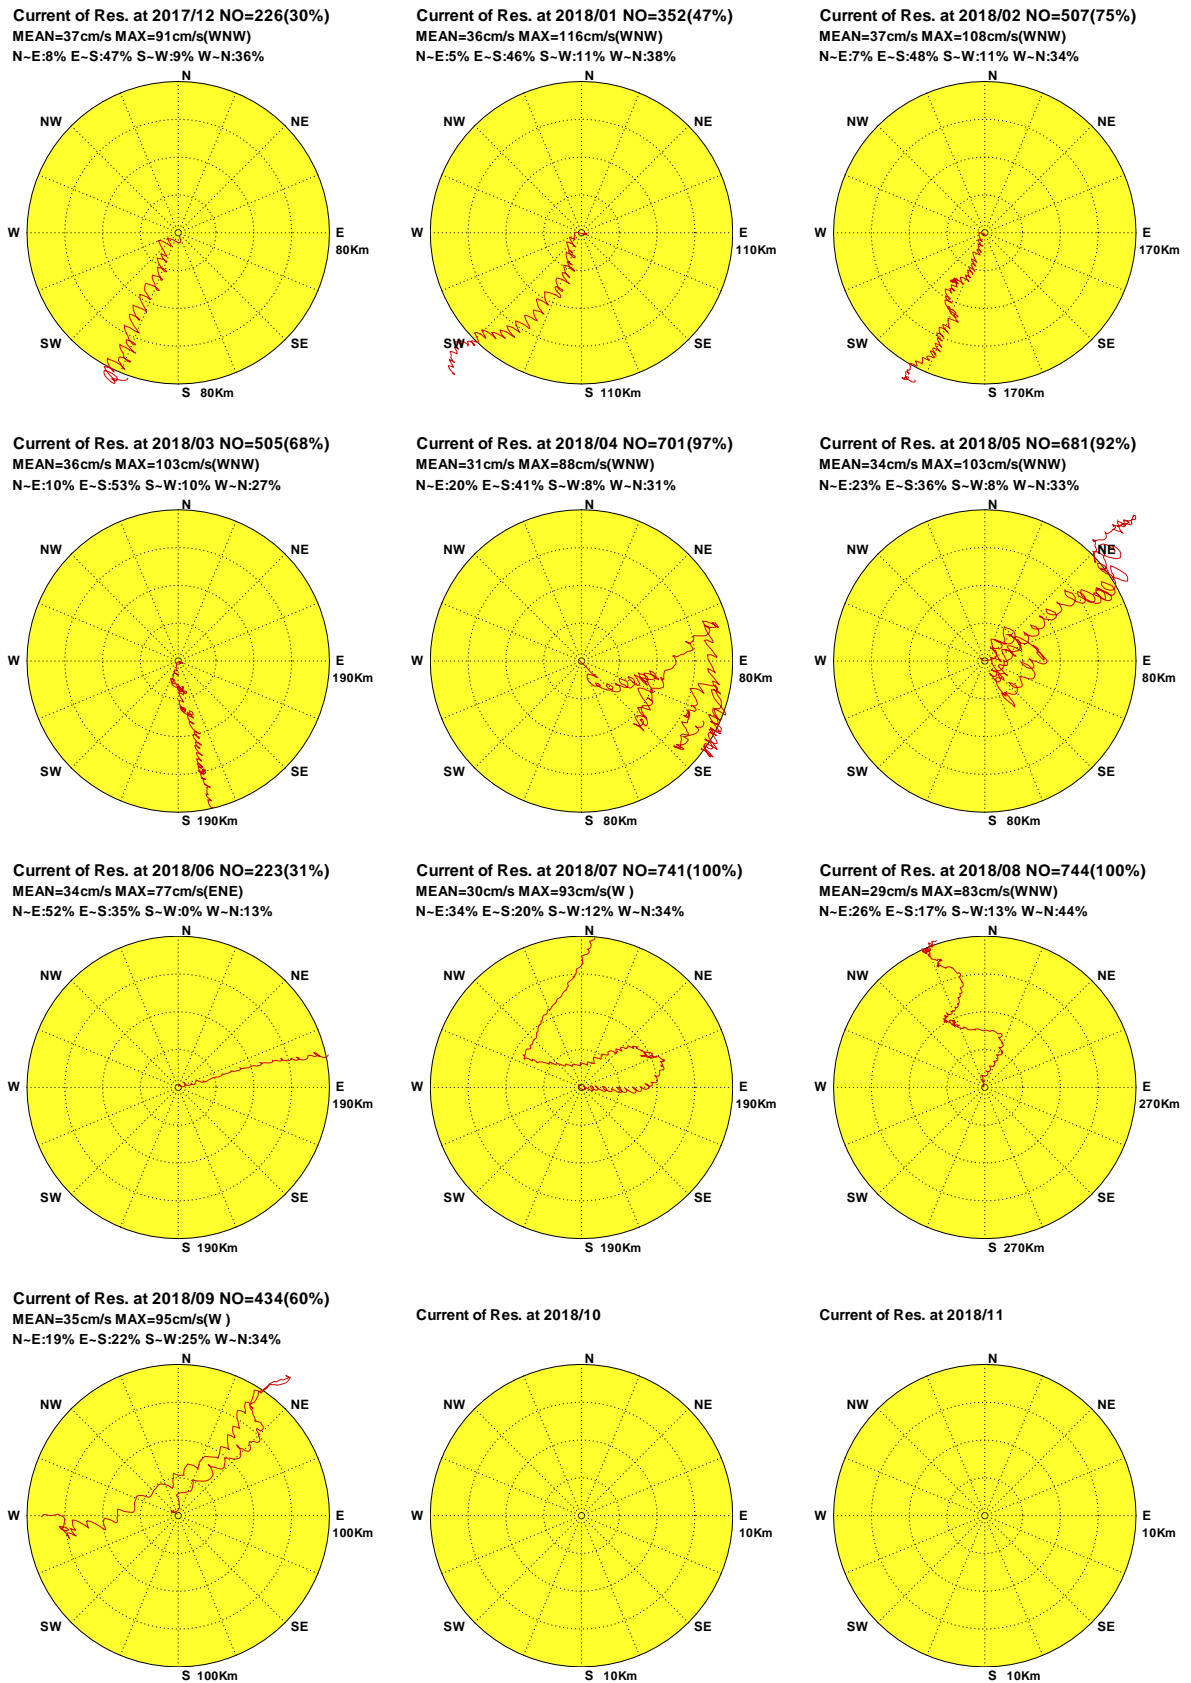 Current of Res. at 2017/12 NO=226(30%)
MEAN=37cm/s MAX=91cm/s(WNW)
N~E:8% E~S:47% S~W:9% W~N:36%
N
NW
NE
W
E
80Km
SW
SE
S 80Km
Current of Res. at 2018/01 NO=352(47%)
MEAN=36cm/s MAX=116cm/s(WNW)
N~E:5% E~S:46% S~W:11% W~N:38%
N
NW
NE
W
E
110Km
SW
SE
S 110Km
Current of Res. at 2018/02 NO=507(75%)
MEAN=37cm/s MAX=108cm/s(WNW)
N~E:7% E~S:48% S~W:11% W~N:34%
N
NW
NE
W
E
170Km
SW
SE
S 170Km
Current of Res. at 2018/03 NO=505(68%)
MEAN=36cm/s MAX=103cm/s(WNW)
N~E:10% E~S:53% S~W:10% W~N:27%
N
NW
NE
W
E
190Km
SW
SE
S 190Km
Current of Res. at 2018/04 NO=701(97%)
MEAN=31cm/s MAX=88cm/s(WNW)
N~E:20% E~S:41% S~W:8% W~N:31%
N
NW
NE
W
E
80Km
SW
SE
S 80Km
Current of Res. at 2018/05 NO=681(92%)
MEAN=34cm/s MAX=103cm/s(WNW)
N~E:23% E~S:36% S~W:8% W~N:33%
N
NW
NE
W
E
80Km
SW
SE
S 80Km
Current of Res. at 2018/06 NO=223(31%)
MEAN=34cm/s MAX=77cm/s(ENE)
N~E:52% E~S:35% S~W:0% W~N:13%
N
NW
NE
W
E
190Km
SW
SE
S 190Km
Current of Res. at 2018/07 NO=741(100%)
MEAN=30cm/s MAX=93cm/s(W )
N~E:34% E~S:20% S~W:12% W~N:34%
N
NW
NE
W
E
190Km
SW
SE
S 190Km
Current of Res. at 2018/08 NO=744(100%)
MEAN=29cm/s MAX=83cm/s(WNW)
N~E:26% E~S:17% S~W:13% W~N:44%
N
NW
NE
W
E
270Km
SW
SE
S 270Km
Current of Res. at 2018/09 NO=434(60%)
MEAN=35cm/s MAX=95cm/s(W )
N~E:19% E~S:22% S~W:25% W~N:34%
N
NW
NE
W
E
100Km
SW
SE
S 100Km
Current of Res. at 2018/10
N
NW
NE
W
E
10Km
SW
SE
S 10Km
Current of Res. at 2018/11
N
NW
NE
W
E
10Km
SW
SE
S 10Km